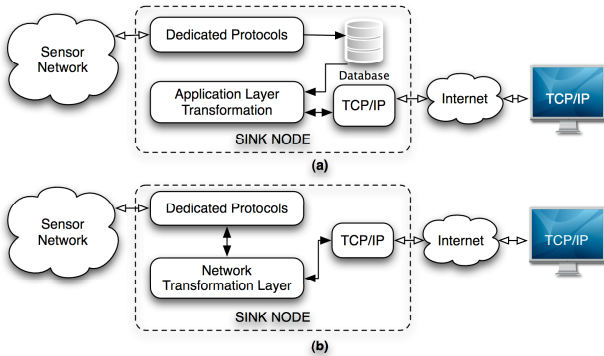 Sensor
Network
Dedicated Protocols
Database
Application Layer
Transformation
TCP/IP
Internet
TCP/IP
SINK NODE
(a)
Sensor
Network
Dedicated Protocols
Network
Transformation Layer
TCP/IP
Internet
TCP/IP
SINK NODE
(b)